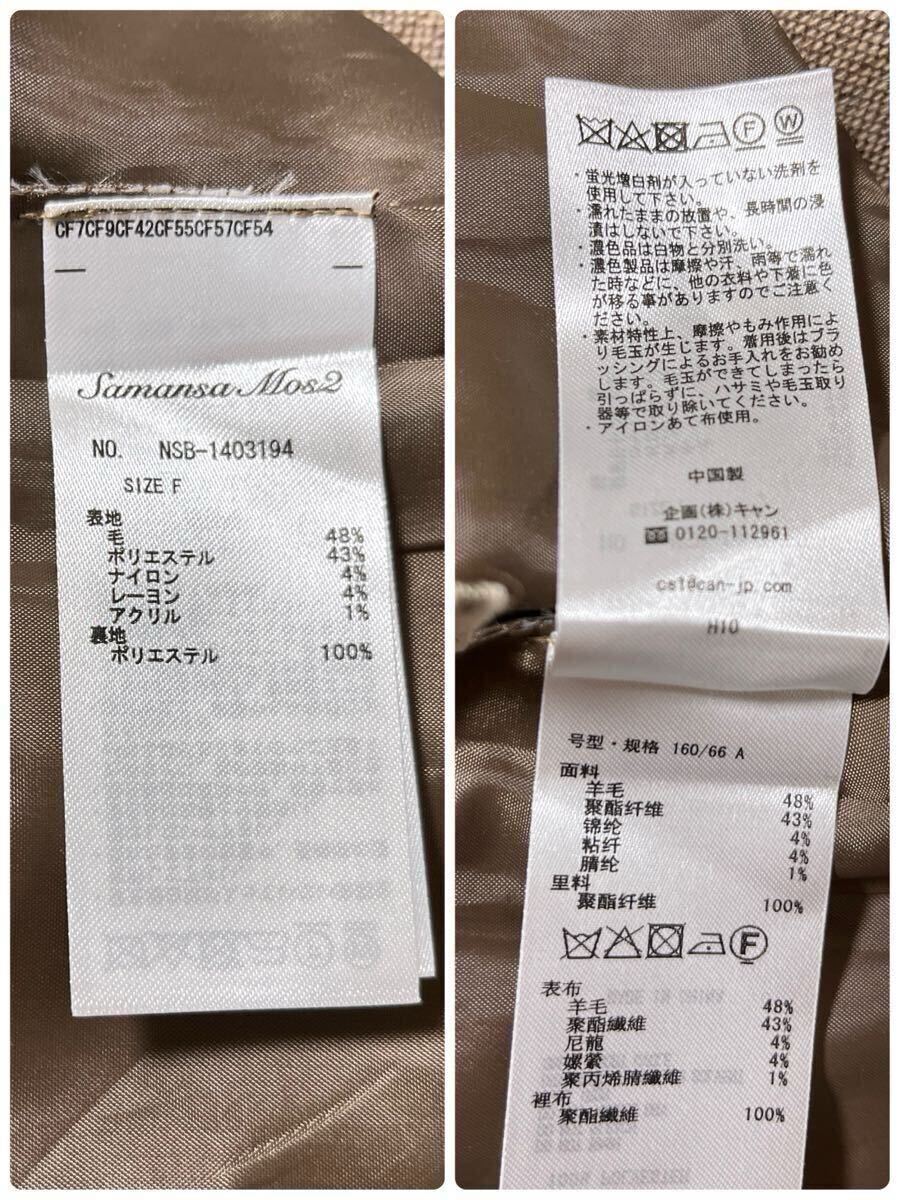 CF7CF9CF42CF55CF57CF54
Samansa Mos2
NO. NSB-1403194
SIZE F
表地
毛 48%
ポリエステル 43%
ナイロン 4%
レーヨン 4%
アクリル 1%
裏地
ポリエステル 100%
F W
・蛍光増白剤が入っていない洗剤を
使用して下さい。
・濡れたままの放置や、長時間の浸
漬はしないで下さい。
・濃色品は白物と分別洗い。
・濃色製品は摩擦や汗、雨等で濡れ
た時などに、他の衣料や下着に色
が移る事がありますのでご注意く
ださい。
・素材特性上、摩擦やもみ作用によ
り毛玉が生じます。着用後はブラ
ッシングによるお手入れをお勧め
します。毛玉ができてしまったら
引っぱらずに、ハサミや毛玉取り
器等で取り除いてください。
・アイロンあて布使用。
中国製
企画(株)キャン
0120-112961
cs1@can-jp.com
H10
号型・规格 160/66 A
面料
羊毛 48%
聚酯纤维 43%
锦纶 4%
粘纤 4%
腈纶 1%
里料
聚酯纤维 100%
F
表布
羊毛 48%
聚酯纖維 43%
尼龍 4%
嫘縈 4%
聚丙烯腈纖維 1%
裡布
聚酯纖維 100%